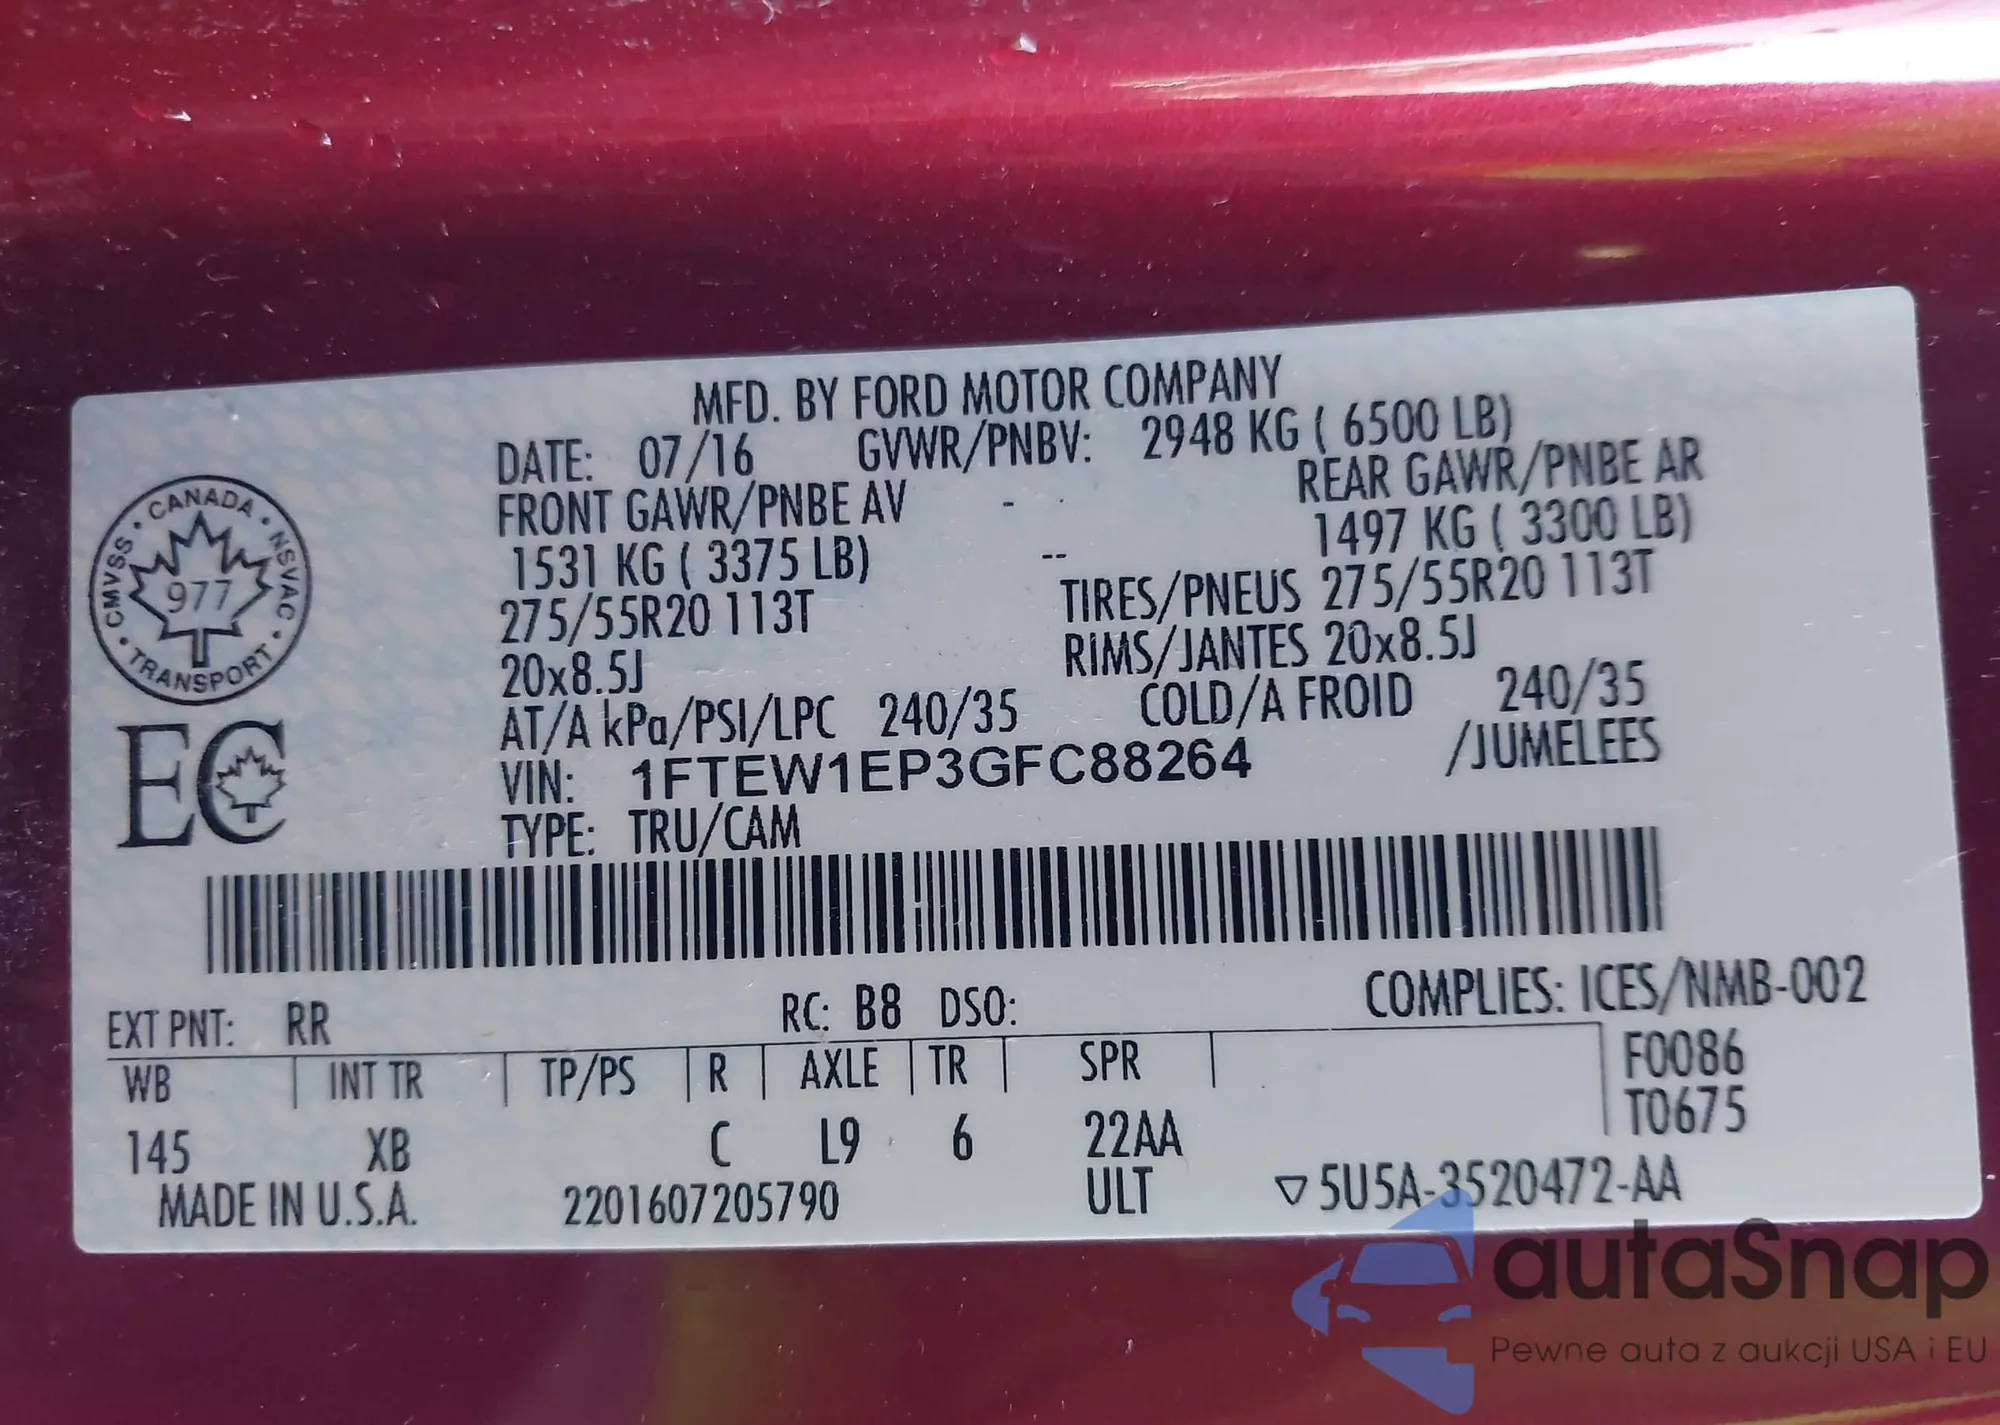 MFD. BY FORD MOTOR COMPANY
DATE: 07/16 GVWR/PNBV: 2948 KG ( 6500 LB)
FRONT GAWR/PNBE AV - REAR GAWR/PNBE AR
1531 KG ( 3375 LB) -- 1497 KG ( 3300 LB)
275/55R20 113T TIRES/PNEUS 275/55R20 113T
20x8.5J RIMS/JANTES 20x8.5J
AT/A kPa/PSI/LPC 240/35 COLD/A FROID 240/35
VIN: 1FTEW1EP3GFC88264 /JUMELEES
TYPE: TRU/CAM
CANADA • NSVAC • TRANSPORT • CMVSS •
977
EC
EXT PNT: RR RC: B8 DSO: COMPLIES: ICES/NMB-002
WB INT TR TP/PS R AXLE TR SPR F0086
T0675
145 XB C L9 6 22AA
MADE IN U.S.A. 2201607205790 ULT ▽5U5A-3520472-AA
autaSnap
Pewne auta z aukcji USA i EU